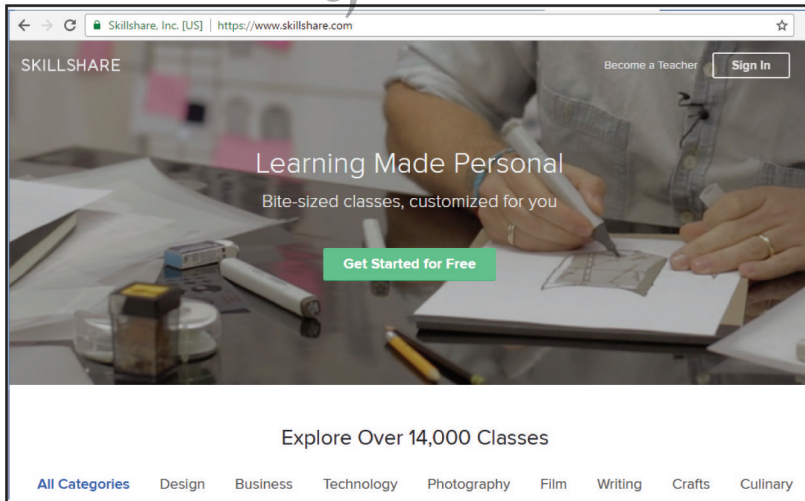 Skillshare, Inc. [US] | https://www.skillshare.com
SKILLSHARE
Become a Teacher
Sign In
Learning Made Personal
Bite-sized classes, customized for you
Get Started for Free
Explore Over 14,000 Classes
All Categories Design Business Technology Photography Film Writing Crafts Culinary